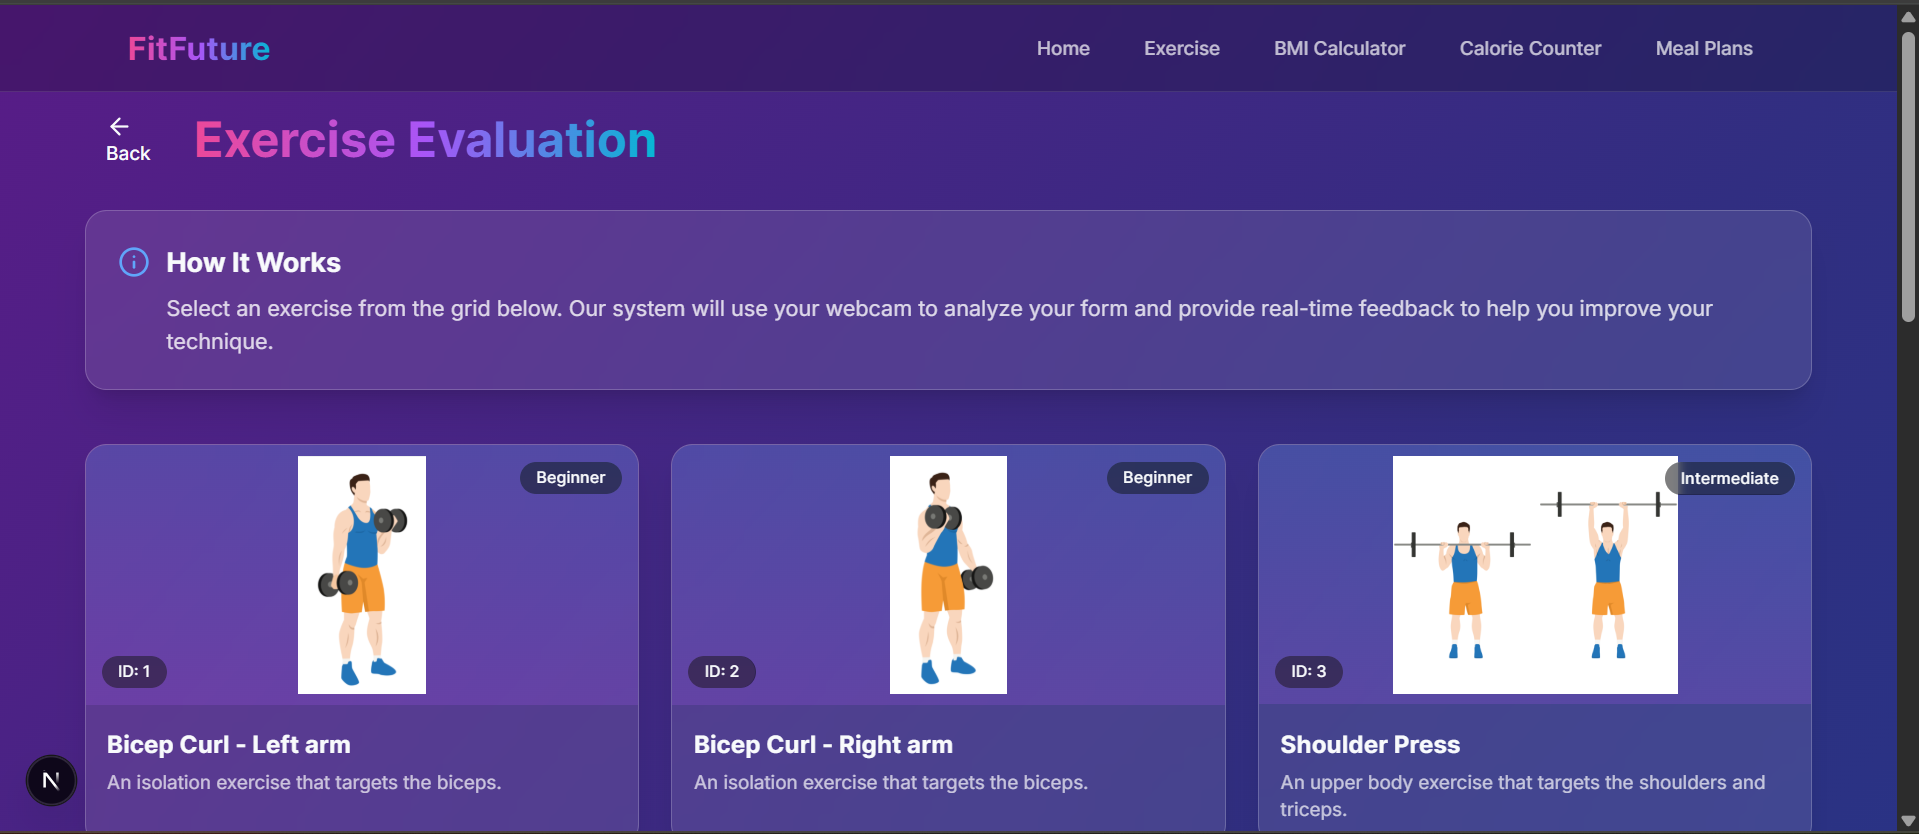 FitFuture
Home
Exercise
BMI Calculator
Calorie Counter
Meal Plans
Back
Exercise Evaluation
How It Works
Select an exercise from the grid below. Our system will use your webcam to analyze your form and provide real-time feedback to help you improve your
technique.
Beginner
ID: 1
Bicep Curl - Left arm
An isolation exercise that targets the biceps.
Beginner
ID: 2
Bicep Curl - Right arm
An isolation exercise that targets the biceps.
Intermediate
ID: 3
Shoulder Press
An upper body exercise that targets the shoulders and
triceps.
N